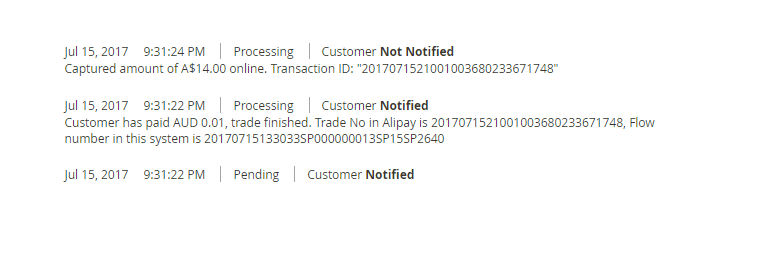 Jul 15, 2017 9:31:24 PM Processing Customer Not Notified
Captured amount of A$14.00 online. Transaction ID: "2017071521001003680233671748"
Jul 15, 2017 9:31:22 PM Processing Customer Notified
Customer has paid AUD 0.01, trade finished. Trade No in Alipay is 2017071521001003680233671748, Flow
number in this system is 20170715133033SP000000013SP15SP2640
Jul 15, 2017 9:31:22 PM Pending Customer Notified